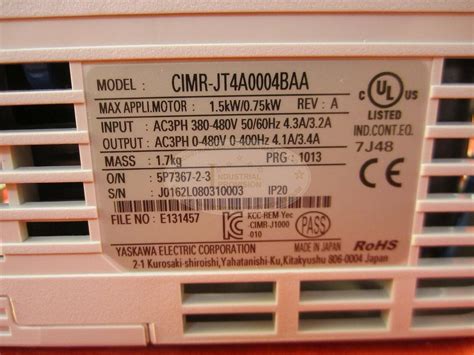 MODEL : CIMR-JT4A0004BAA
MAX APPLI.MOTOR : 1.5kW/0.75kW REV : A
INPUT : AC3PH 380-480V 50/60Hz 4.3A/3.2A
OUTPUT : AC3PH 0-480V 0-400Hz 4.1A/3.4A
MASS : 1.7kg PRG : 1013
O/N : 5P7367-2-3
S/N : J0162L080310003 IP20
FILE NO : E131457
KCC-REM-Yec
-CIMR-J1000
-010
PASS
YASKAWA ELECTRIC CORPORATION MADE IN JAPAN RoHS
2-1 Kurosaki-shiroishi,Yahatanishi-Ku,Kitakyushu 806-0004 Japan
C UL US
LISTED
IND.CONT.EQ.
7J48
INDUSTRIAL